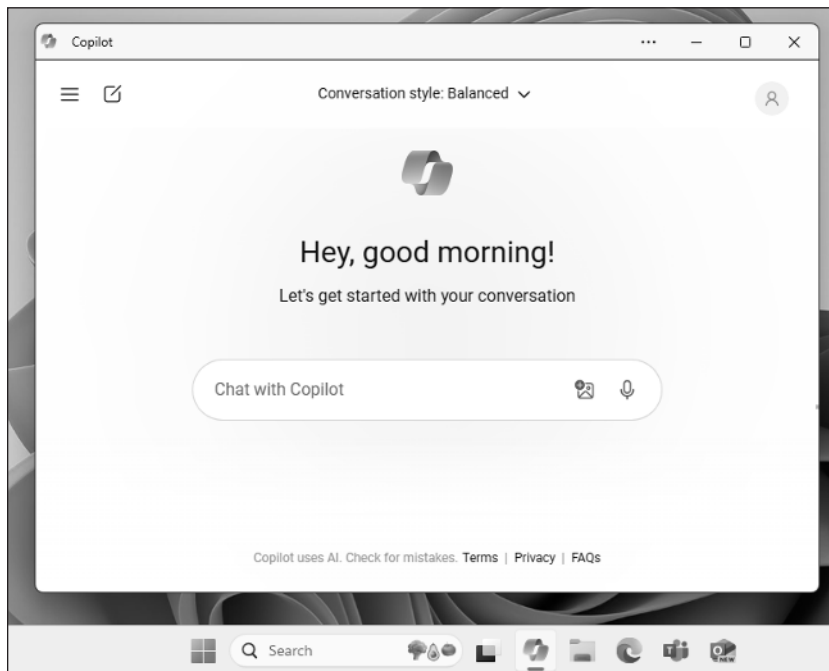 Copilot
Conversation style: Balanced
Hey, good morning!
Let's get started with your conversation
Chat with Copilot
Copilot uses AI. Check for mistakes. Terms | Privacy | FAQs
Search
NEW